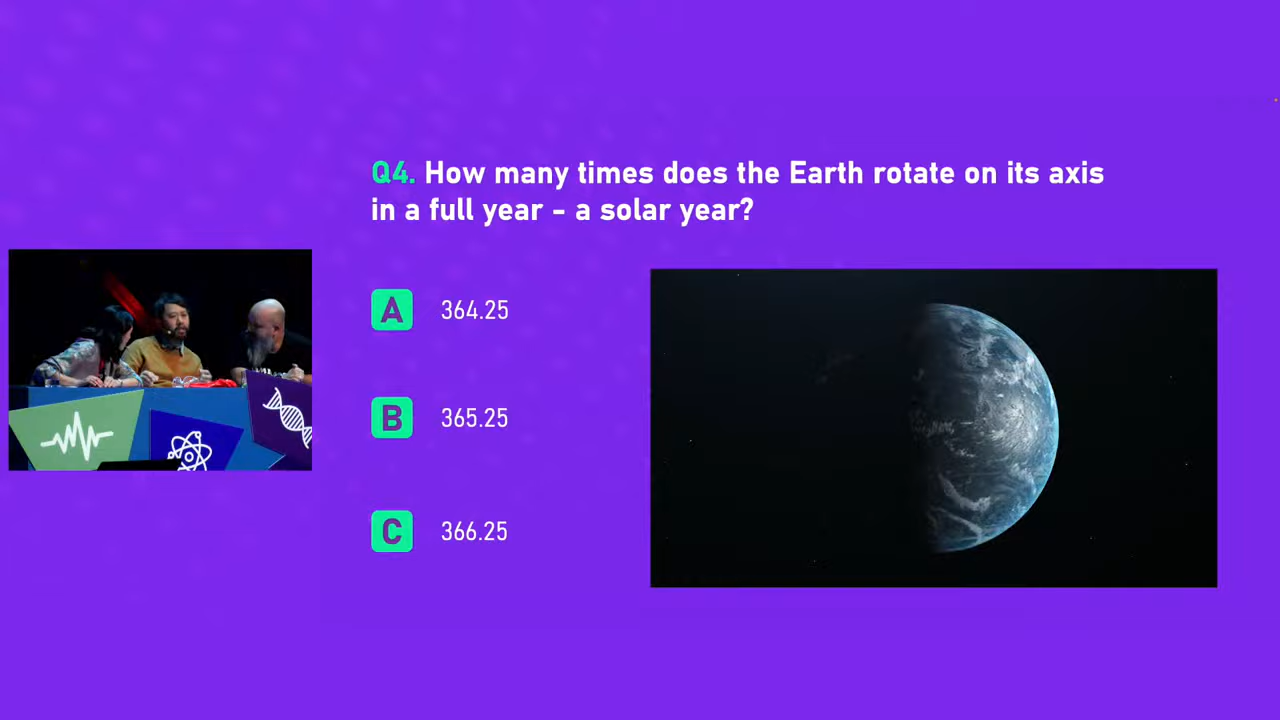 Q4. How many times does the Earth rotate on its axis
in a full year - a solar year?
A 364.25
B 365.25
C 366.25